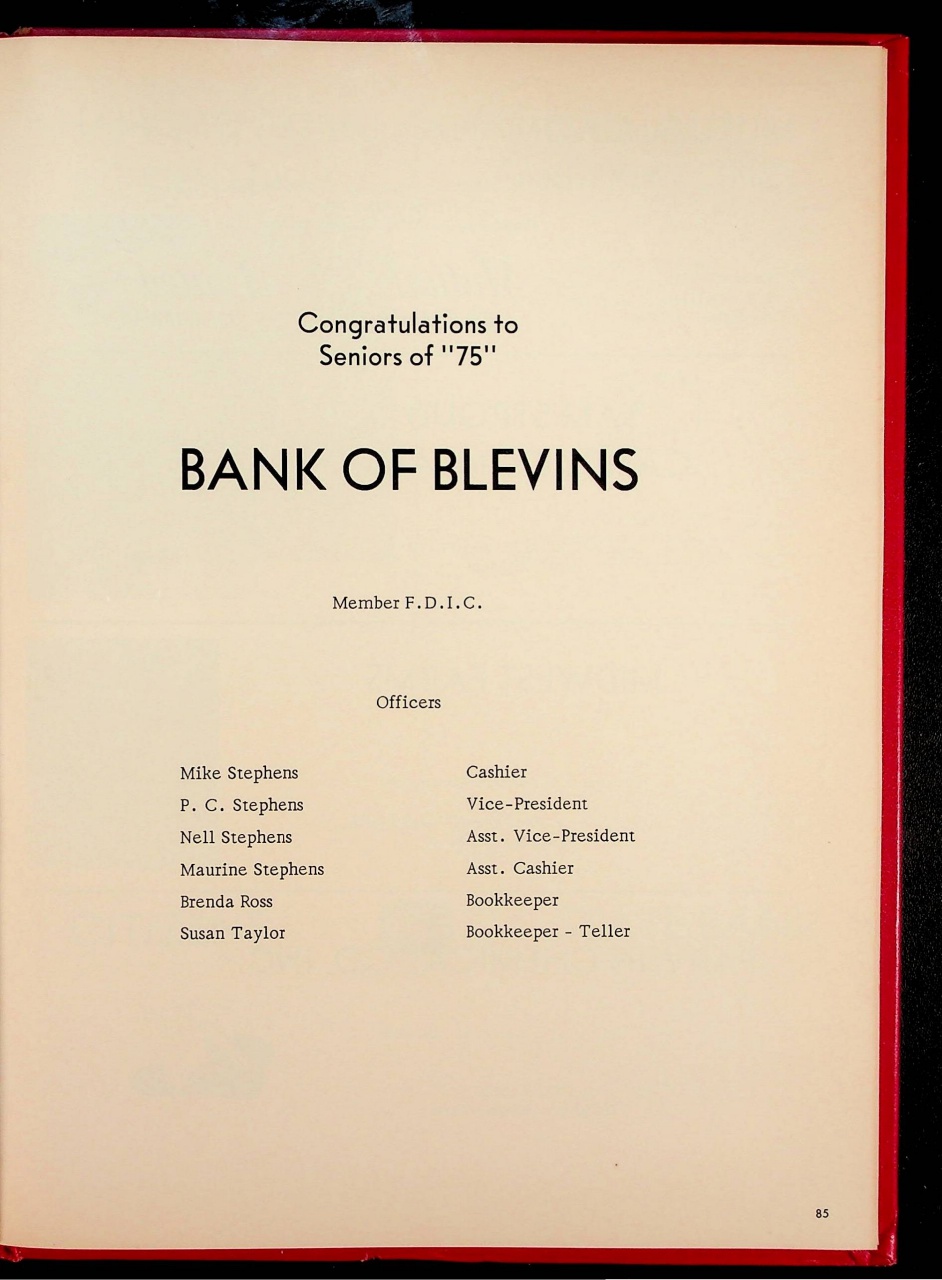 Congratulations to
Seniors of "75"
BANK OF BLEVINS
Member F.D.I.C.
Officers
Mike Stephens Cashier
P. C. Stephens Vice-President
Nell Stephens Asst. Vice-President
Maurine Stephens Asst. Cashier
Brenda Ross Bookkeeper
Susan Taylor Bookkeeper - Teller
85